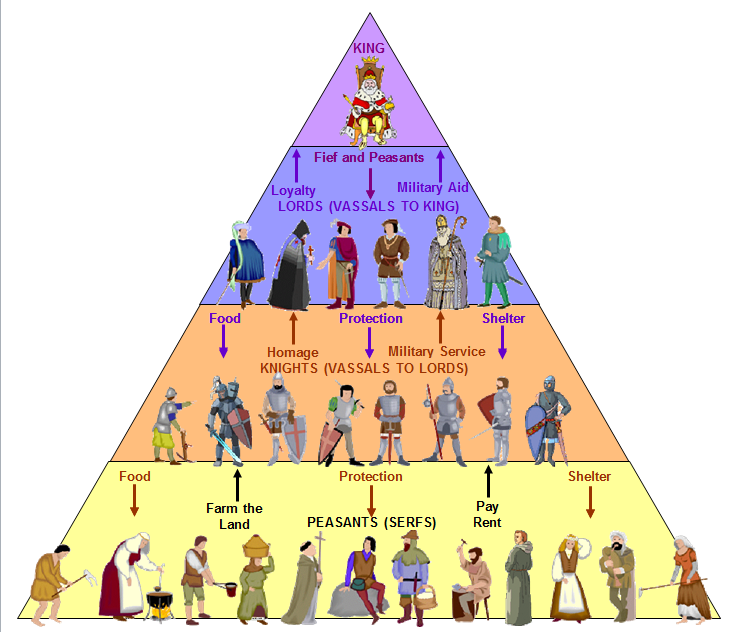 KING
Fief and Peasants
Loyalty
Military Aid
LORDS (VASSALS TO KING)
Food
Protection
Shelter
Homage
Military Service
KNIGHTS (VASSALS TO LORDS)
Food
Protection
Shelter
Farm the
Land
Pay
Rent
PEASANTS (SERFS)